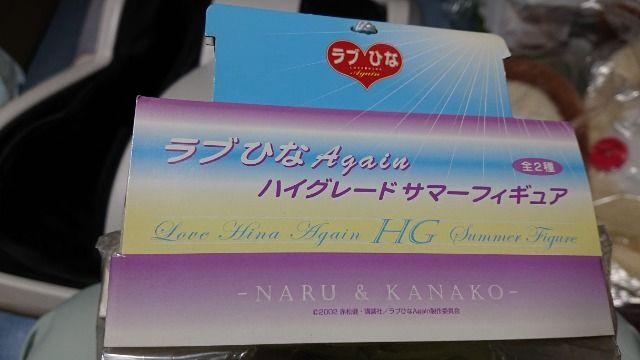 ラブひな
LOVE HINA
Again
ラブひなAgain
全2種
ハイグレードサマーフィギュア
Love Hina Again HG Summer Figure
-NARU & KANAKO-
©2002 赤松健・講談社/ラブひなAgain製作委員会